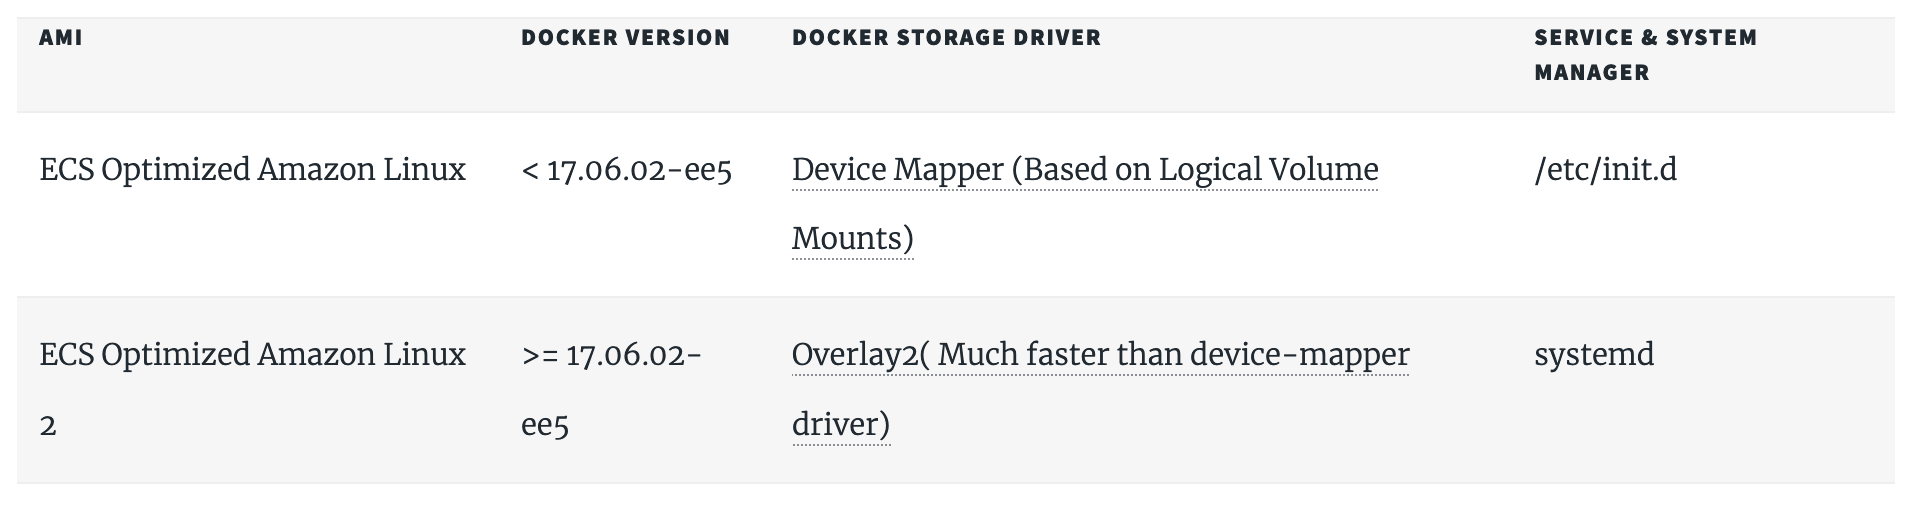 AMI DOCKER VERSION DOCKER STORAGE DRIVER SERVICE & SYSTEM
MANAGER
ECS Optimized Amazon Linux < 17.06.02-ee5 Device Mapper (Based on Logical Volume /etc/init.d
Mounts)
ECS Optimized Amazon Linux >= 17.06.02- Overlay2( Much faster than device-mapper systemd
2 ee5 driver)